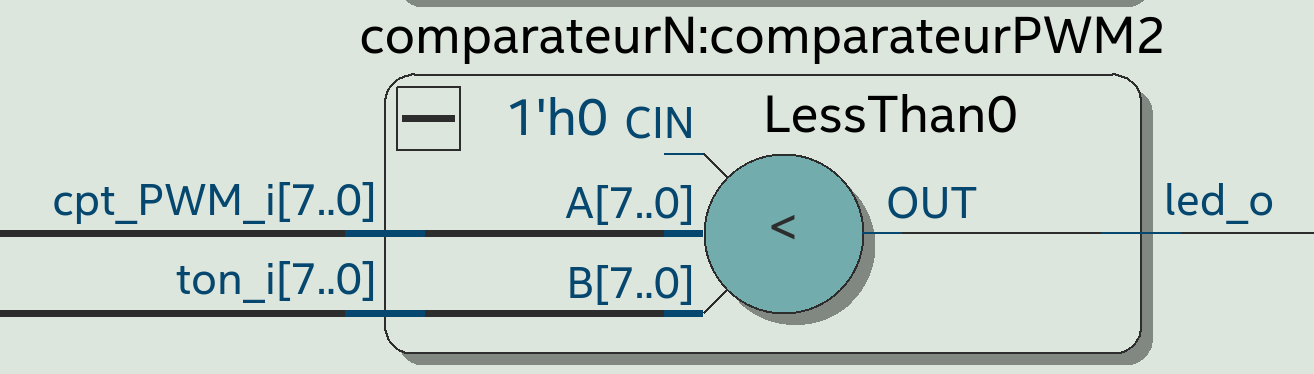 comparateurN:comparateurPWM2
1'h0 CIN LessThan0
cpt_PWM_i[7..0] A[7..0] < OUT led_o
ton_i[7..0] B[7..0]